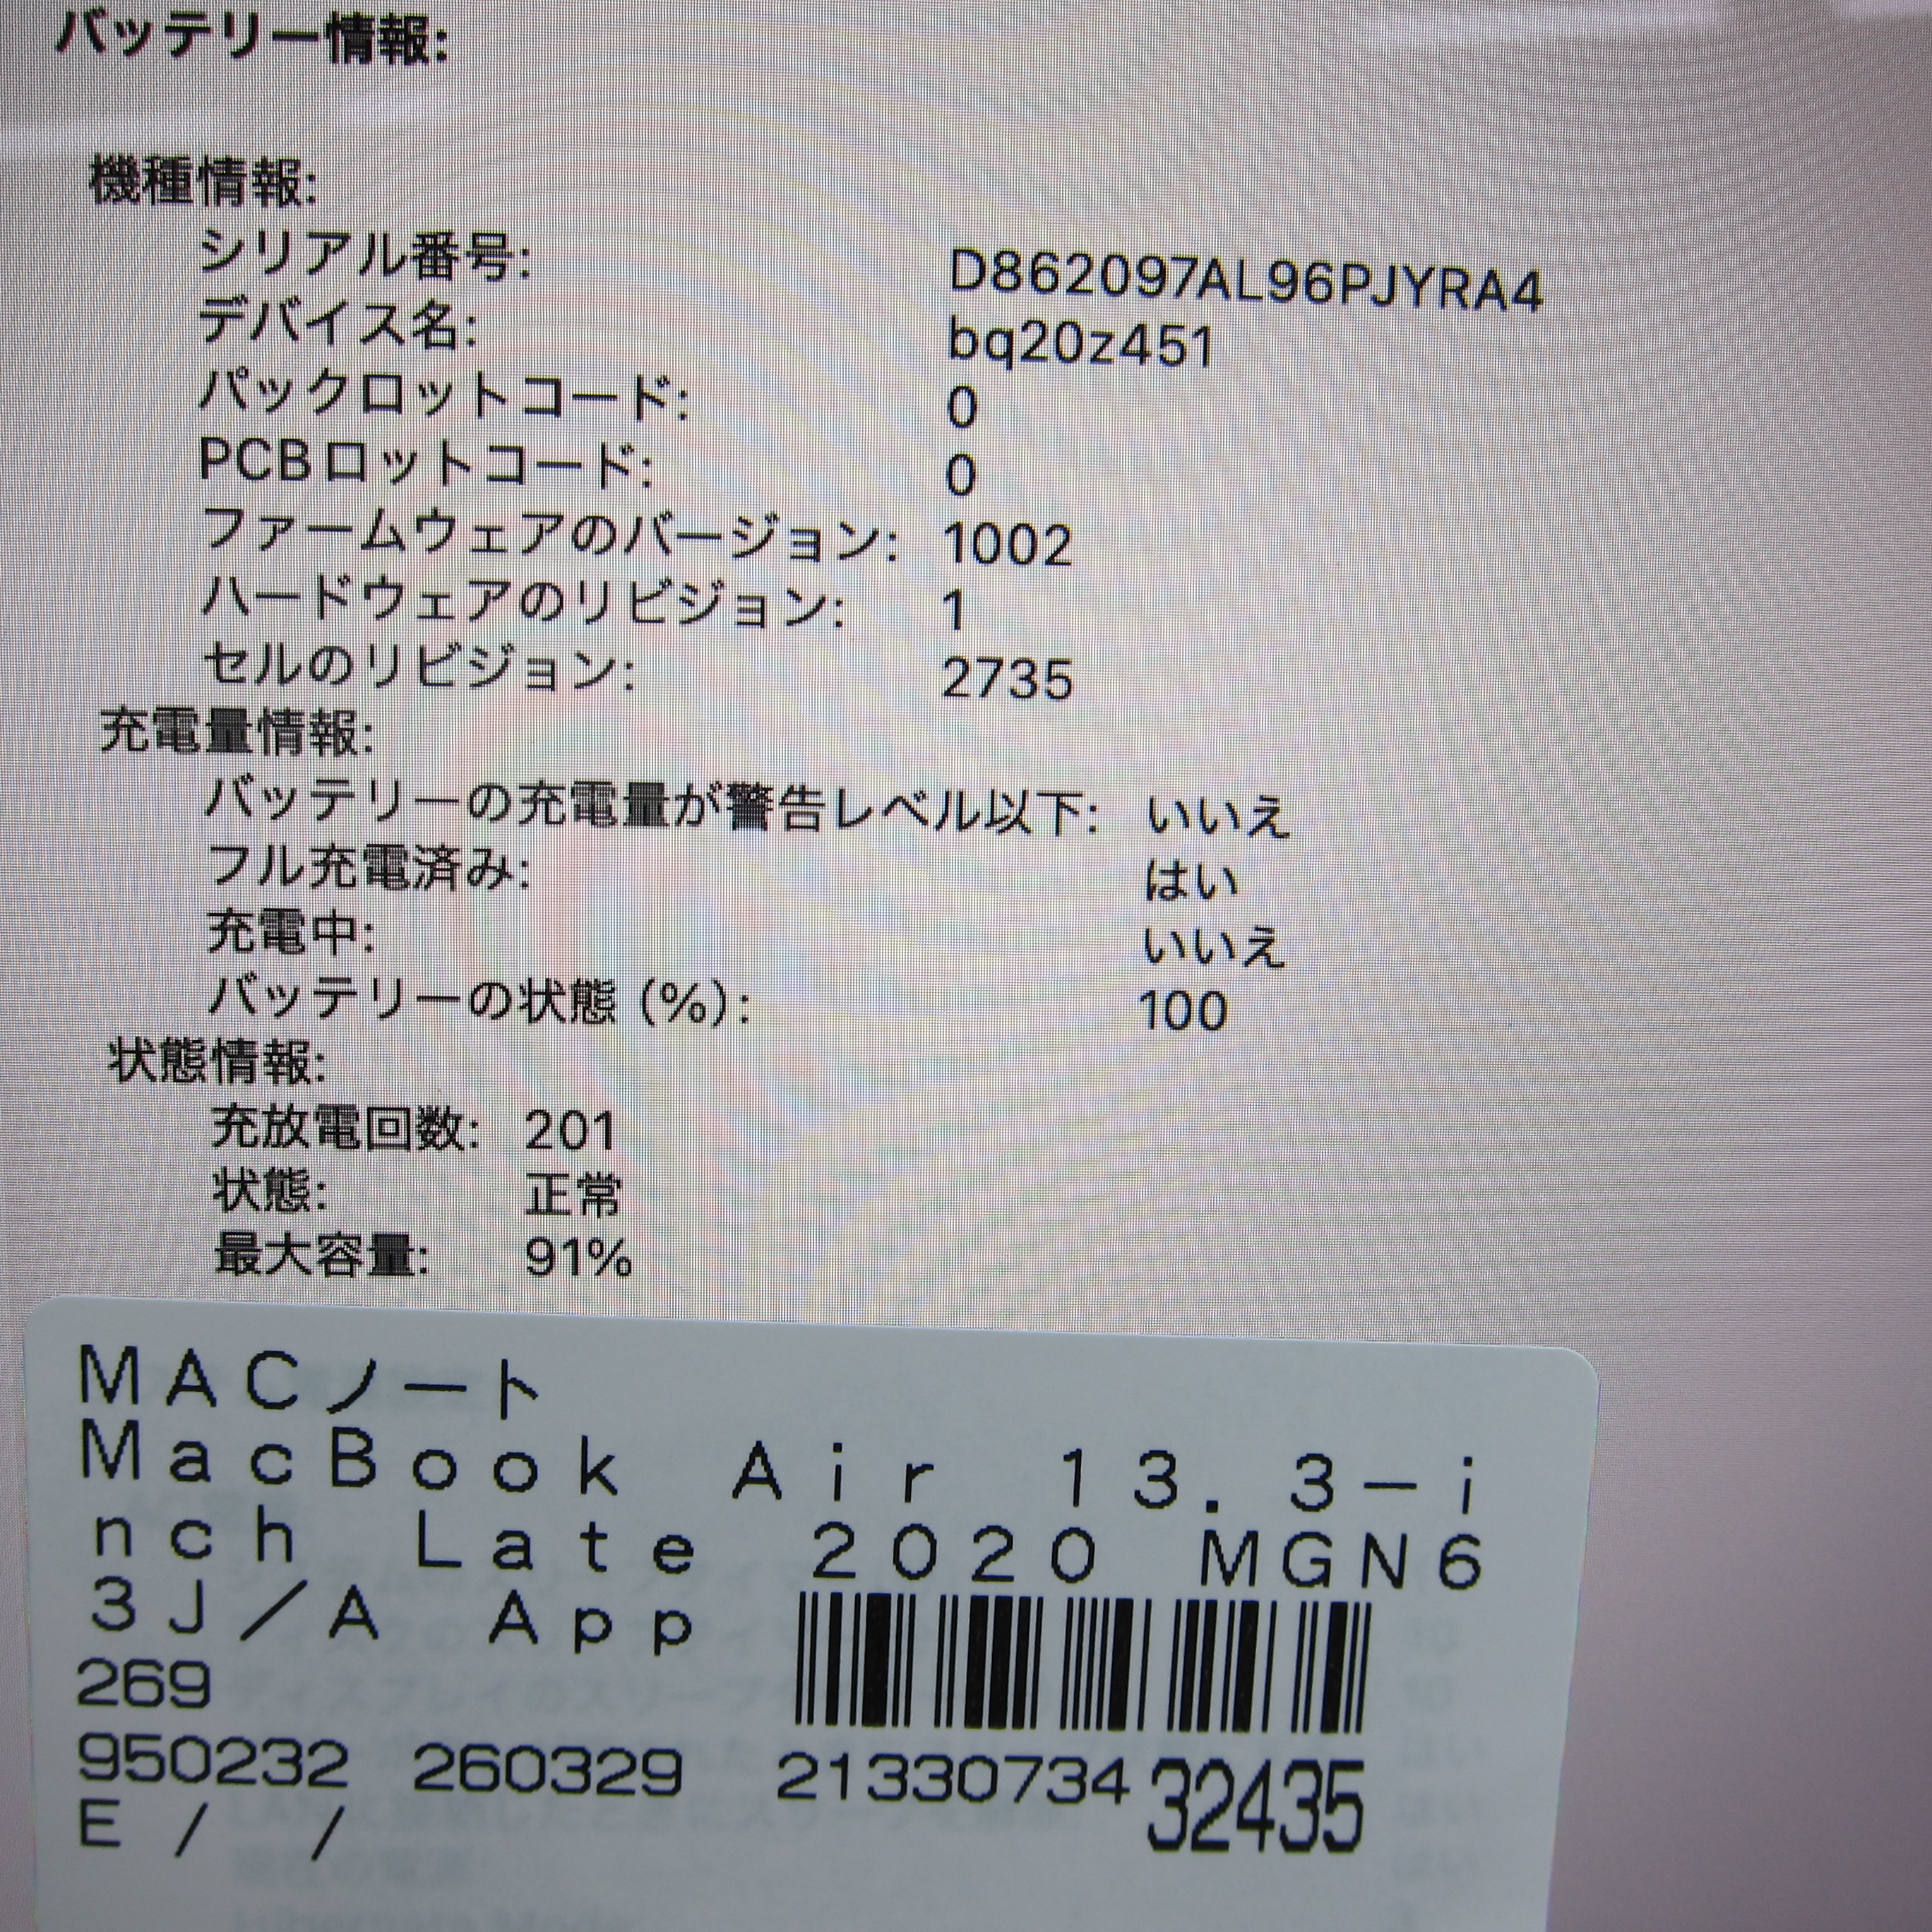 バッテリー情報:
機種情報:
シリアル番号: D862097AL96PJYRA4
デバイス名: bq20z451
パックロットコード: 0
PCBロットコード: 0
ファームウェアのバージョン: 1002
ハードウェアのリビジョン: 1
セルのリビジョン: 2735
充電量情報:
バッテリーの充電量が警告レベル以下: いいえ
フル充電済み: はい
充電中: いいえ
バッテリーの状態 (%): 100
状態情報:
充放電回数: 201
状態: 正常
最大容量: 91%
MACノート
MacBook Air 13.3-i
nch Late 2020 MGN6
3J/A App
269
950232 260329 21330734 32435
E / /